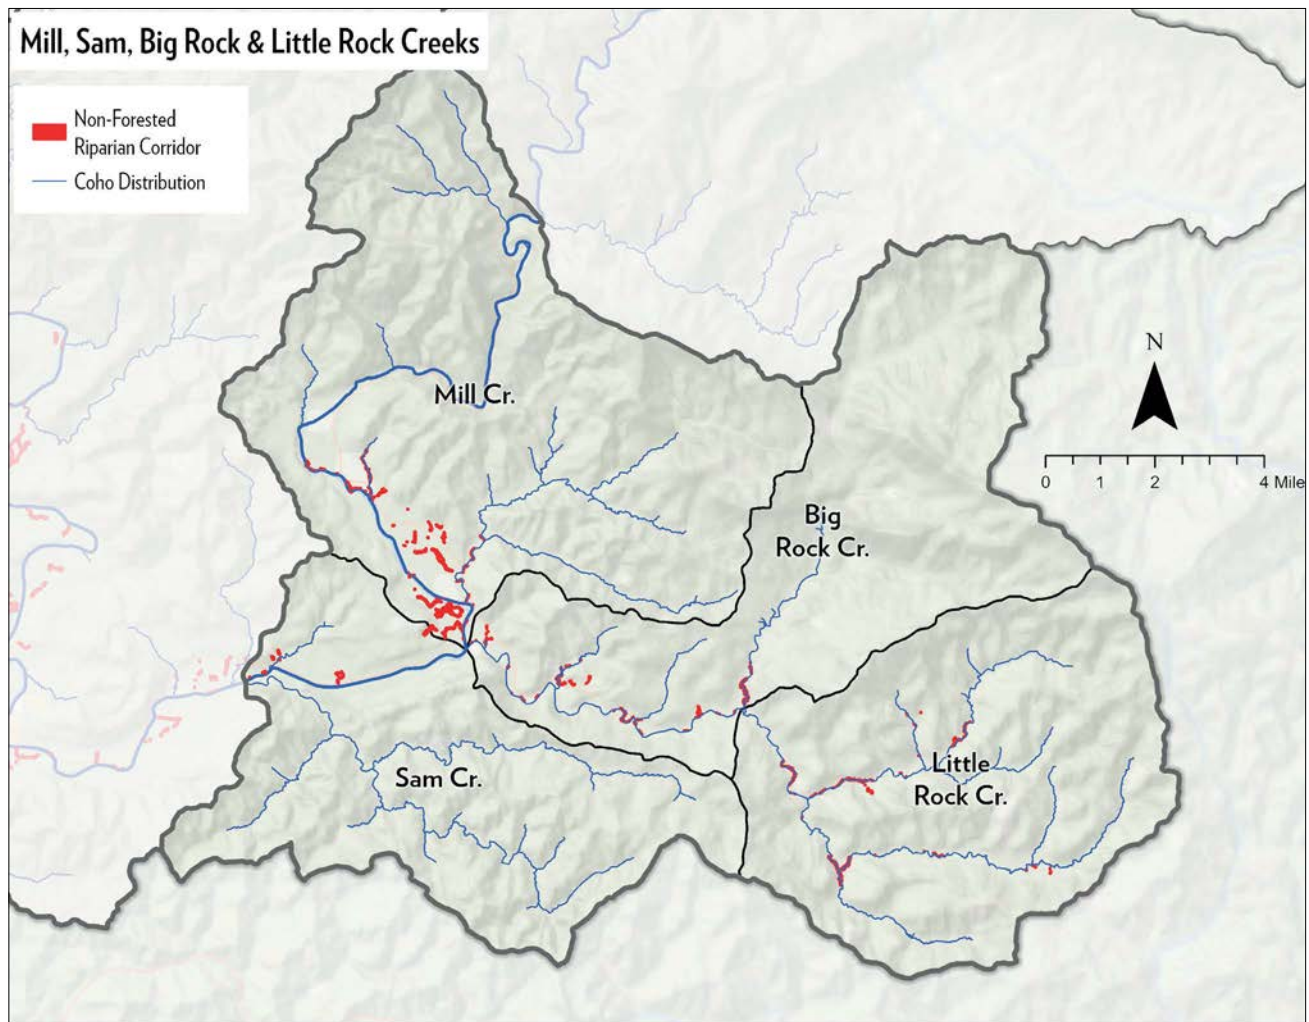 Mill, Sam, Big Rock & Little Rock Creeks
Non-Forested
Riparian Corridor
Coho Distribution
N
0 1 2 4 Mile
Mill Cr.
Big
Rock Cr.
Little
Rock Cr.
Sam Cr.